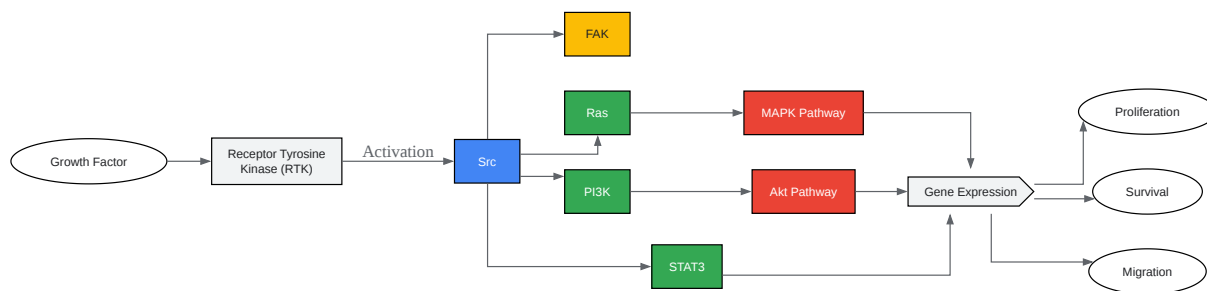 FAK
Ras
MAPK Pathway
Proliferation
Growth Factor
Receptor Tyrosine
Kinase (RTK)
Activation
Src
PI3K
Akt Pathway
Gene Expression
Survival
STAT3
Migration